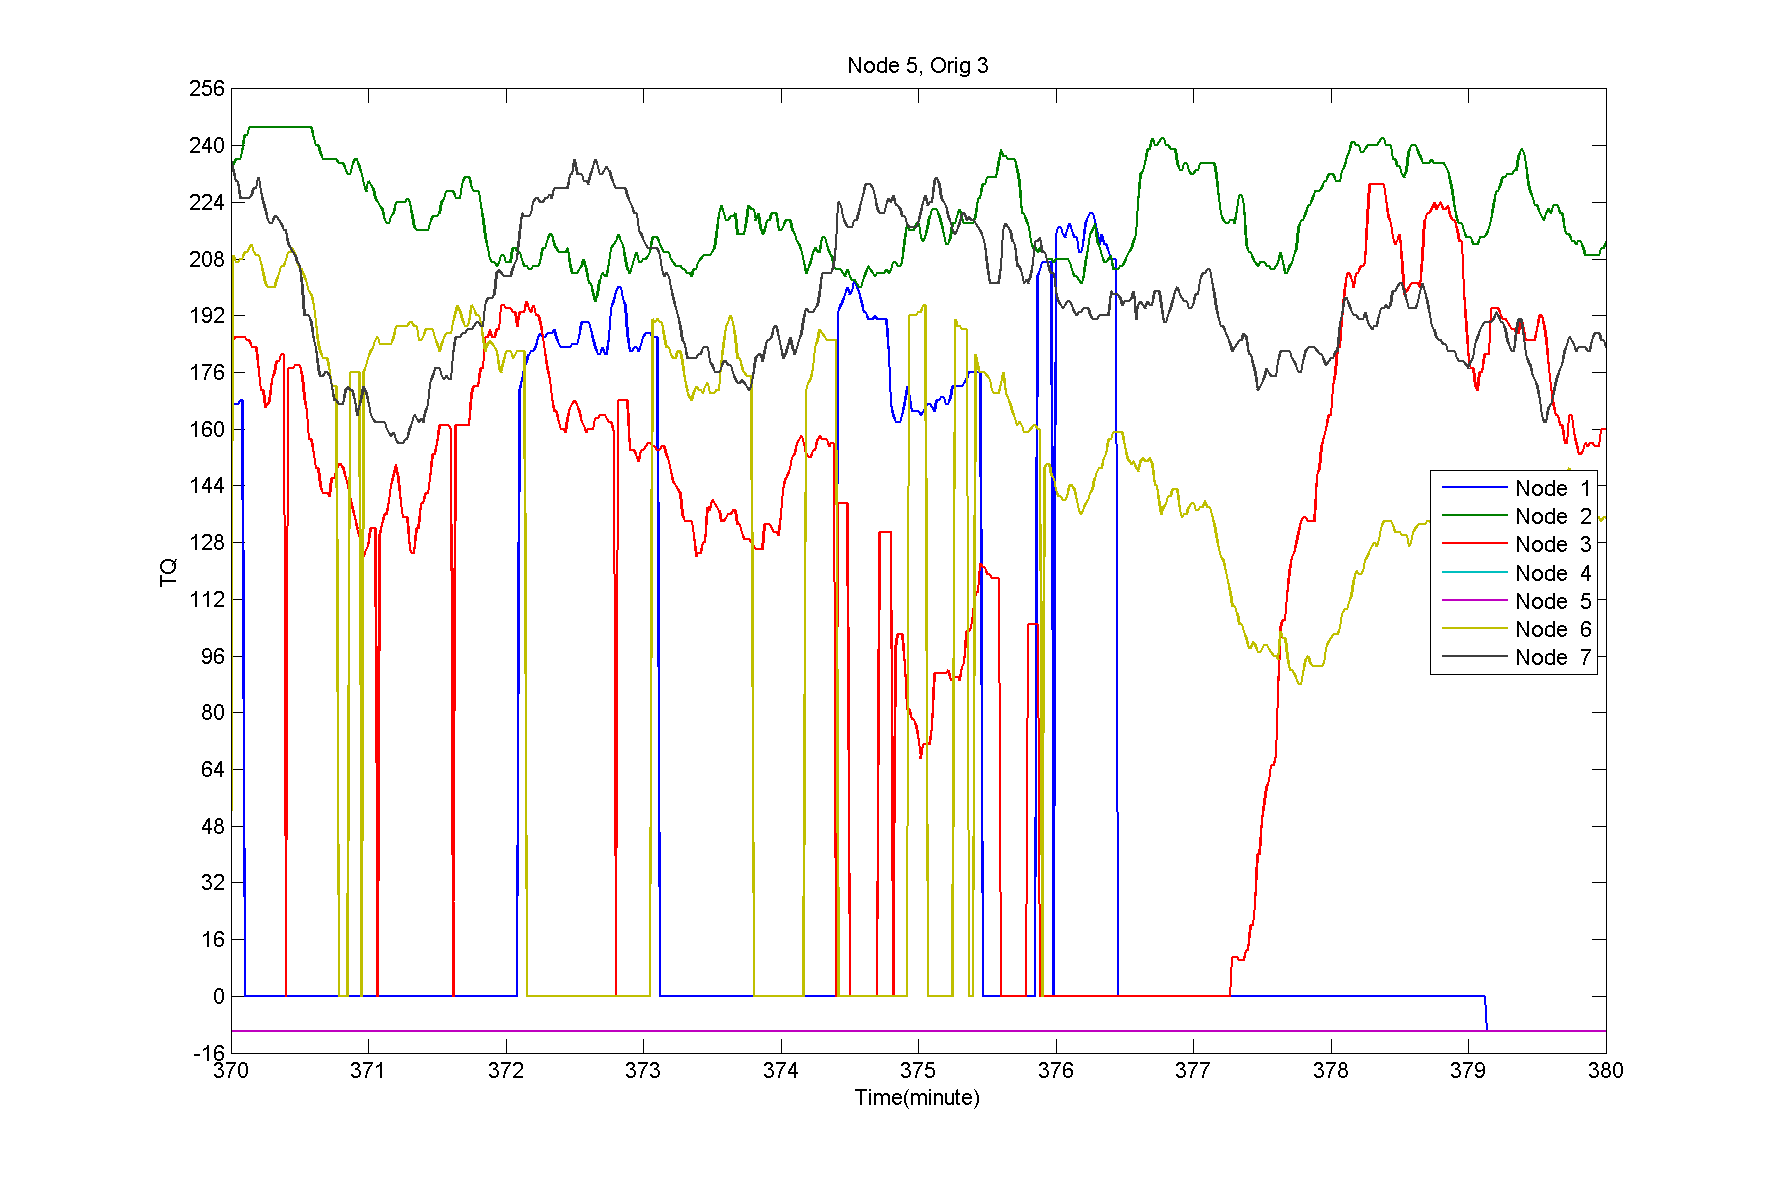 Node 5, Orig 3
256
240
224
208
192
176
160
144
128
112
96
80
64
48
32
16
0
-16
TQ
Node 1
Node 2
Node 3
Node 4
Node 5
Node 6
Node 7
370 371 372 373 374 375 376 377 378 379 380
Time(minute)